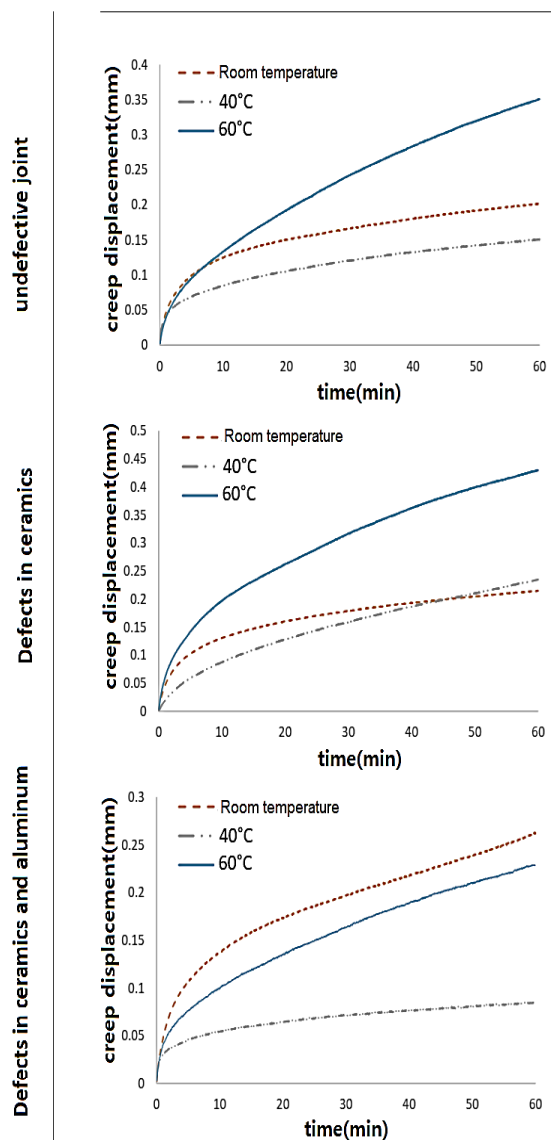 undefective joint
creep displacement(mm)
0.4
0.35
0.3
0.25
0.2
0.15
0.1
0.05
0
Room temperature
40°C
60°C
0 10 20 30 40 50 60
time(min)
Defects in ceramics
creep displacement(mm)
0.5
0.45
0.4
0.35
0.3
0.25
0.2
0.15
0.1
0.05
0
Room temperature
40°C
60°C
0 10 20 30 40 50 60
time(min)
Defects in ceramics and aluminum
creep displacement(mm)
0.3
0.25
0.2
0.15
0.1
0.05
0
Room temperature
40°C
60°C
0 10 20 30 40 50 60
time(min)